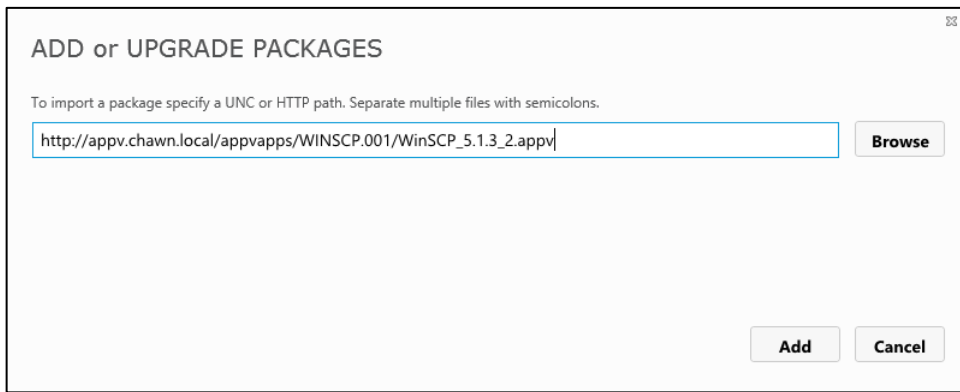 ADD or UPGRADE PACKAGES
To import a package specify a UNC or HTTP path. Separate multiple files with semicolons.
http://appv.chawn.local/appvapps/WINSCP.001/WinSCP_5.1.3_2.appv
Browse
Add
Cancel